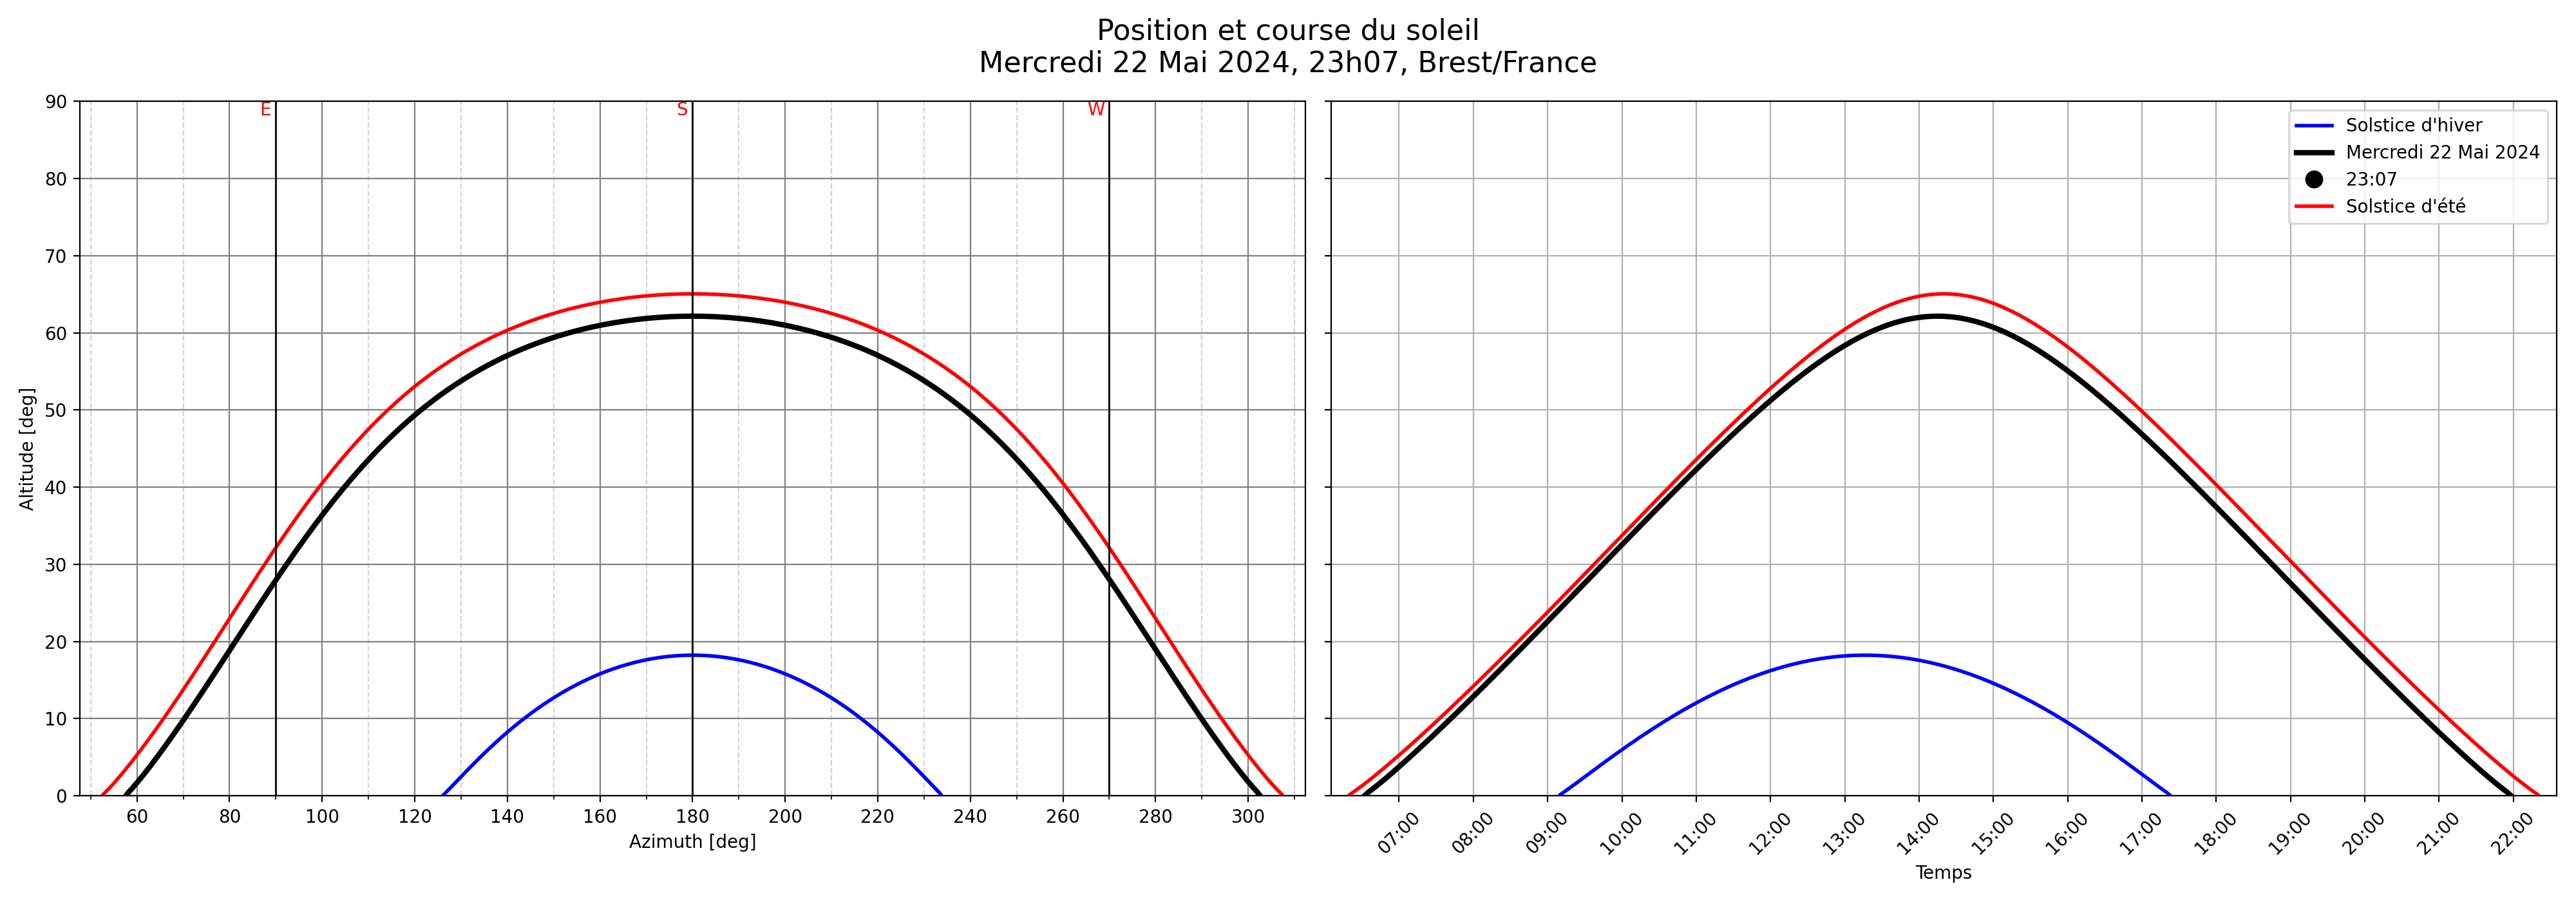 Position et course du soleil
Mercredi 22 Mai 2024, 23h07, Brest/France
90
80
70
60
50
40
30
20
10
0
Altitude [deg]
E
S
W
60 80 100 120 140 160 180 200 220 240 260 280 300
Azimuth [deg]
Solstice d'hiver
Mercredi 22 Mai 2024
23:07
Solstice d'été
07:00 08:00 09:00 10:00 11:00 12:00 13:00 14:00 15:00 16:00 17:00 18:00 19:00 20:00 21:00 22:00
Temps